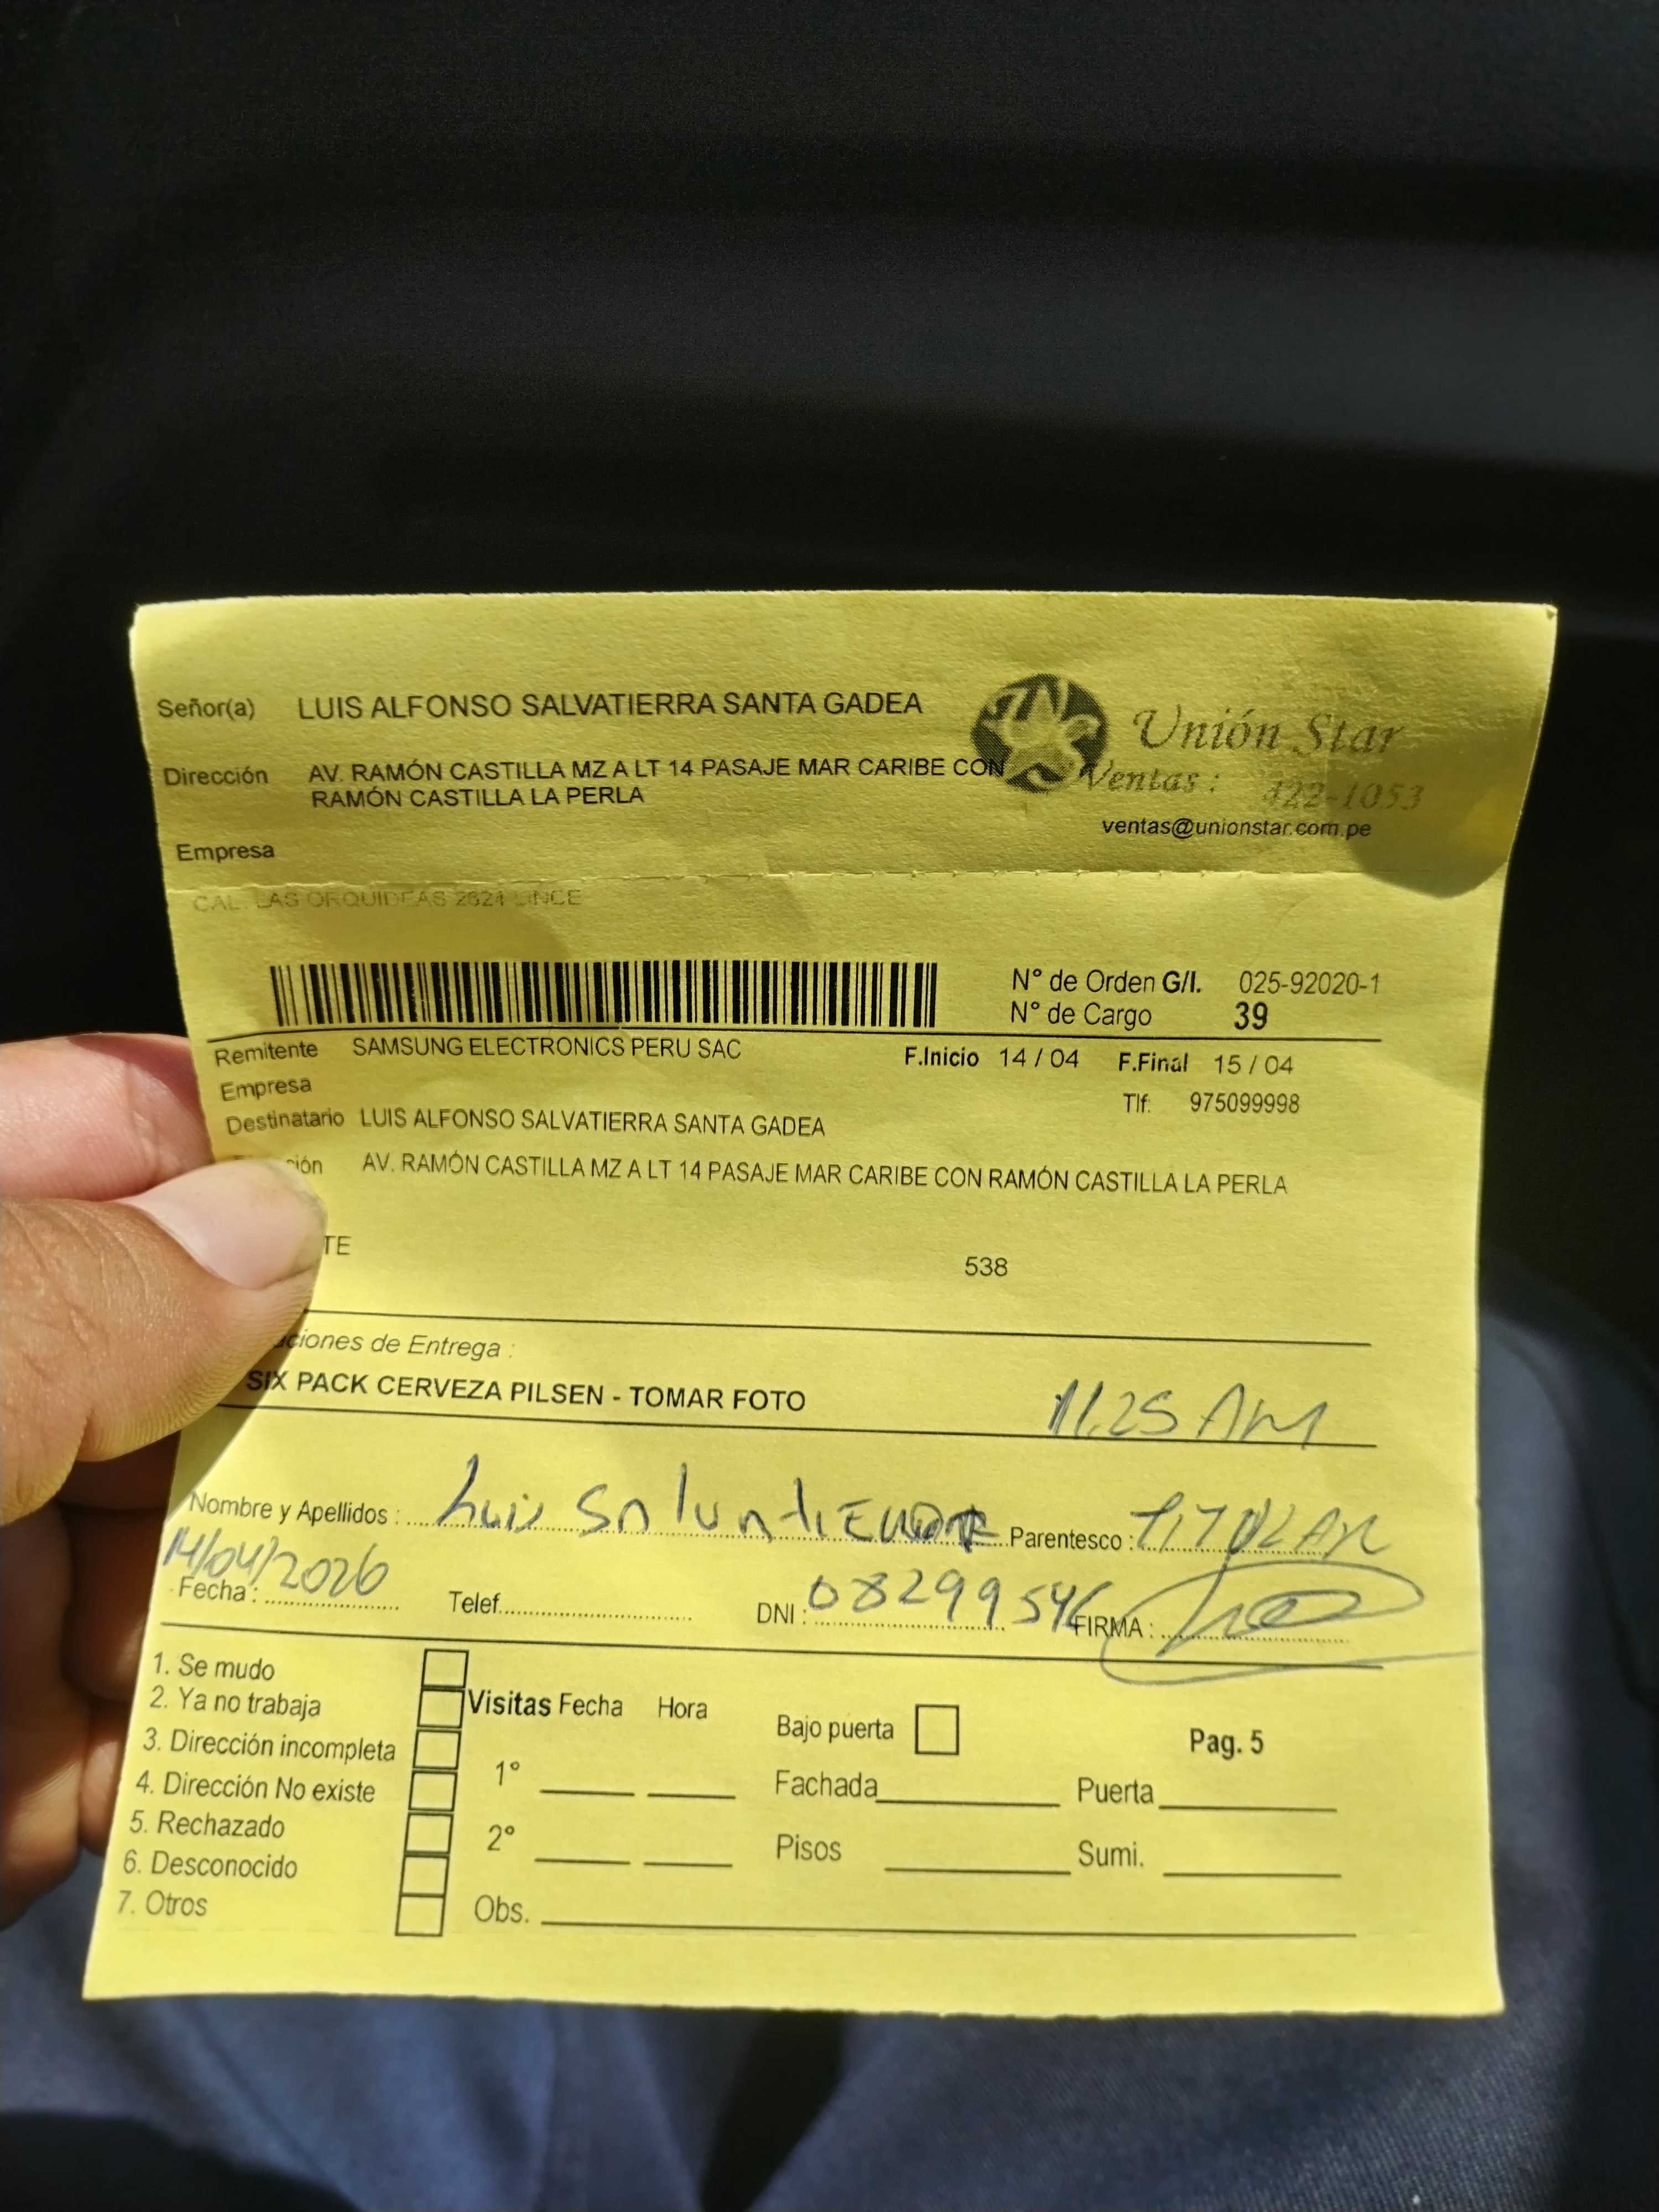 Señor(a) LUIS ALFONSO SALVATIERRA SANTA GADEA
Unión Star
Dirección AV. RAMÓN CASTILLA MZ A LT 14 PASAJE MAR CARIBE CON
RAMÓN CASTILLA LA PERLA
Ventas : 422-1053
ventas@unionstar.com.pe
Empresa
CAL. LAS ORQUIDEAS 2621 LINCE
N° de Orden G/I. 025-92020-1
N° de Cargo 39
Remitente SAMSUNG ELECTRONICS PERU SAC F.Inicio 14 / 04 F.Final 15 / 04
Empresa
Tlf: 975099998
Destinatario LUIS ALFONSO SALVATIERRA SANTA GADEA
ión AV. RAMÓN CASTILLA MZ A LT 14 PASAJE MAR CARIBE CON RAMÓN CASTILLA LA PERLA
TE
538
ciones de Entrega :
SIX PACK CERVEZA PILSEN - TOMAR FOTO
11.25 AM
Nombre y Apellidos : Luis Salvatierra Parentesco : TITULAR
Fecha : 14/04/2026 Telef. DNI : 08299546 FIRMA :
1. Se mudo
2. Ya no trabaja
3. Dirección incompleta
4. Dirección No existe
5. Rechazado
6. Desconocido
7. Otros
Visitas Fecha Hora
1°
2°
Obs.
Bajo puerta
Fachada Puerta
Pisos Sumi.
Pag. 5